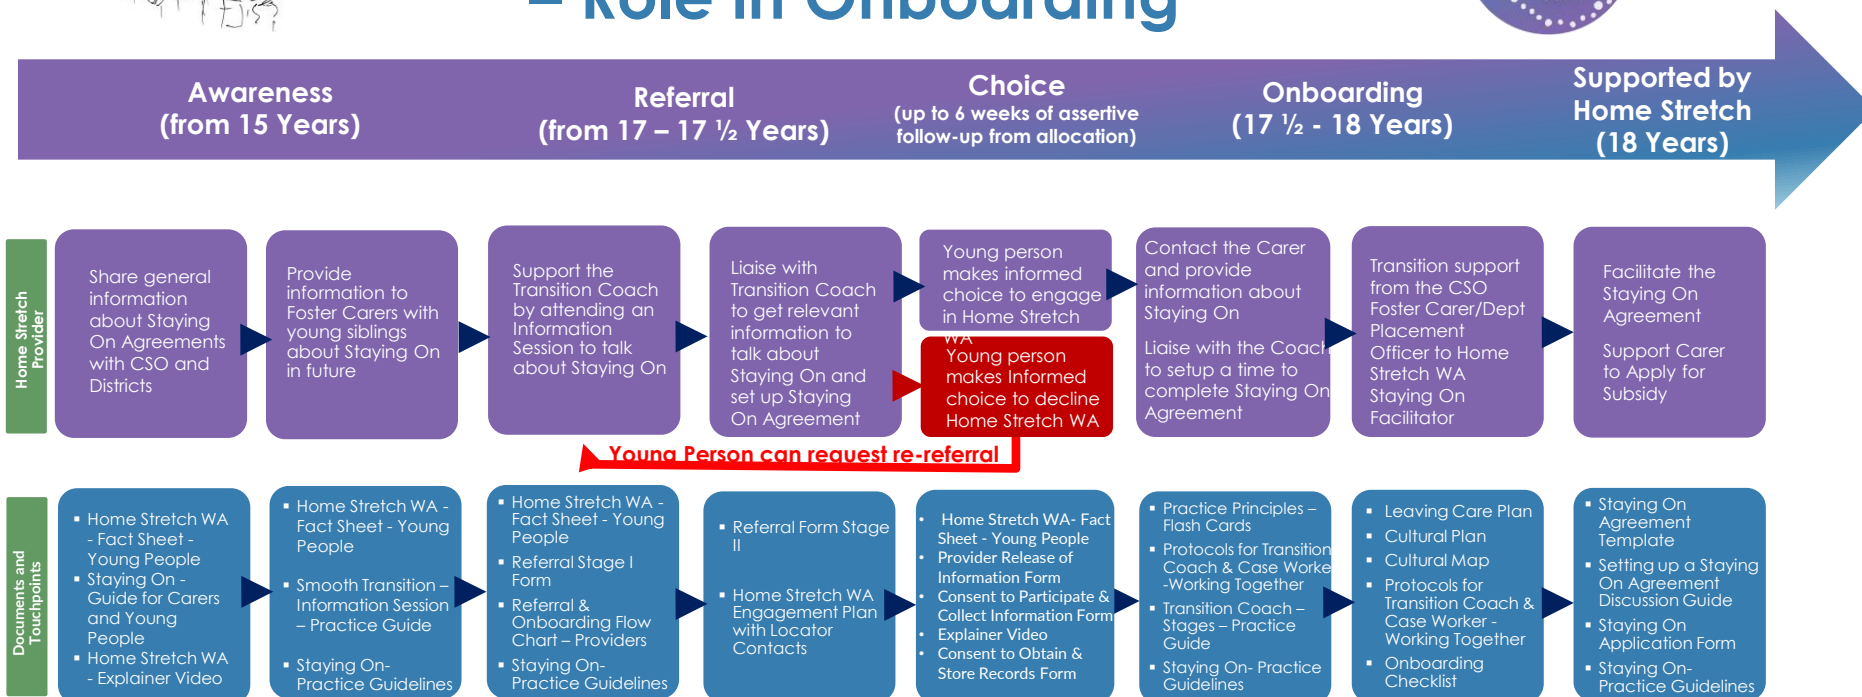 – Role in Onboarding
Awareness
(from 15 Years)
Referral
(from 17 – 17 ½ Years)
Choice
(up to 6 weeks of assertive
follow-up from allocation)
Onboarding
(17 ½ - 18 Years)
Supported by
Home Stretch
(18 Years)
Home Stretch
Provider
Share general
information
about Staying
On Agreements
with CSO and
Districts
Provide
information to
Foster Carers with
young siblings
about Staying On
in future
Support the
Transition Coach
by attending an
Information
Session to talk
about Staying On
Liaise with
Transition Coach
to get relevant
information to
talk about
Staying On and
set up Staying
On Agreement
Young person
makes informed
choice to engage
in Home Stretch
WA
Young person
makes Informed
choice to decline
Home Stretch WA
Contact the Carer
and provide
information about
Staying On
Liaise with the Coach
to setup a time to
complete Staying On
Agreement
Transition support
from the CSO
Foster Carer/Dept
Placement
Officer to Home
Stretch WA
Staying On
Facilitator
Facilitate the
Staying On
Agreement
Support Carer
to Apply for
Subsidy
Young Person can request re-referral
Documents and
Touchpoints
▪ Home Stretch WA
- Fact Sheet -
Young People
▪ Staying On -
Guide for Carers
and Young
People
▪ Home Stretch WA
- Explainer Video
▪ Home Stretch WA -
Fact Sheet - Young
People
▪ Smooth Transition –
Information Session
– Practice Guide
▪ Staying On-
Practice Guidelines
▪ Home Stretch WA -
Fact Sheet - Young
People
▪ Referral Stage I
Form
▪ Referral &
Onboarding Flow
Chart – Providers
▪ Staying On-
Practice Guidelines
▪ Referral Form Stage
II
▪ Home Stretch WA
Engagement Plan
with Locator
Contacts
• Home Stretch WA- Fact
Sheet - Young People
• Provider Release of
Information Form
• Consent to Participate &
Collect Information Form
• Explainer Video
• Consent to Obtain &
Store Records Form
▪ Practice Principles –
Flash Cards
▪ Protocols for Transition
Coach & Case Worke
-Working Together
▪ Transition Coach –
Stages – Practice
Guide
▪ Staying On- Practice
Guidelines
▪ Leaving Care Plan
▪ Cultural Plan
▪ Cultural Map
▪ Protocols for
Transition Coach &
Case Worker -
Working Together
▪ Onboarding
Checklist
▪ Staying On
Agreement
Template
▪ Setting up a Staying
On Agreement
Discussion Guide
▪ Staying On
Application Form
▪ Staying On-
Practice Guidelines